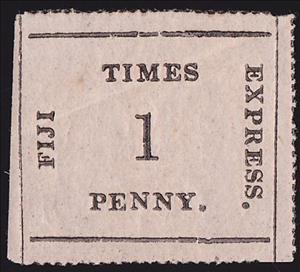 TIMES
FIJI
1
EXPRESS.
PENNY.